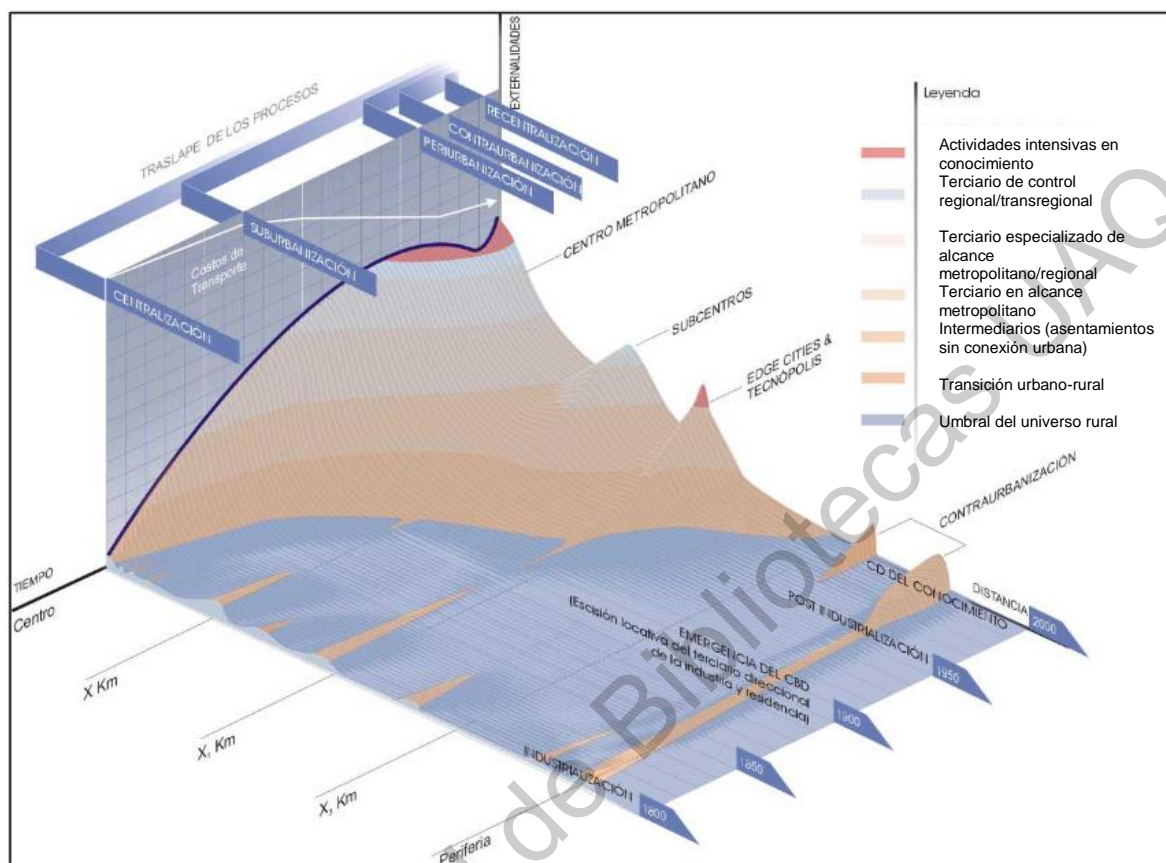 EXTERNALIDADES
TRASLAPE DE LOS PROCESOS
RECENTRALIZACIÓN
CONTRAURBANIZACIÓN
PERIURBANIZACIÓN
SUBURBANIZACIÓN
CENTRALIZACIÓN
Costos de
Transporte
CENTRO METROPOLITANO
SUBCENTROS
EDGE CITIES &
TECNÓPOLIS
CONTRAURBANIZACIÓN
Leyenda
Actividades intensivas en
conocimiento
Terciario de control
regional/transregional
Terciario especializado de
alcance
metropolitano/regional
Terciario en alcance
metropolitano
Intermediarios (asentamientos
sin conexión urbana)
Transición urbano-rural
Umbral del universo rural
TIEMPO
Centro
X Km
X, Km
X, Km
Periferia
DISTANCIA
CD DEL CONOCIMIENTO
POST INDUSTRIALIZACIÓN
EMERGENCIA DEL CBD
(Escisión locativa del terciario direccional
de la industria y residencia)
INDUSTRIALIZACIÓN
2000
1950
1900
1850
1800
de Bibliotecas UAQ